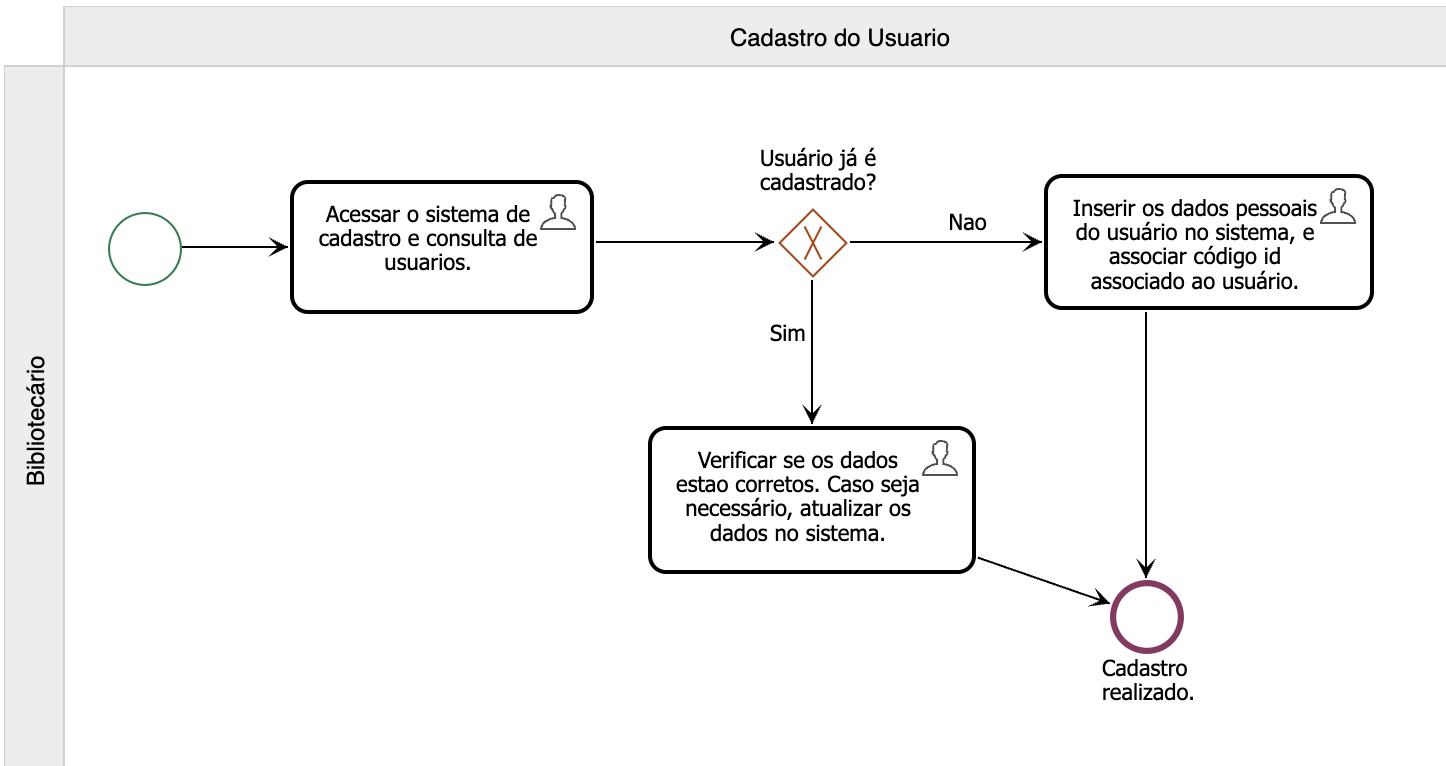 Cadastro do Usuario
Bibliotecário
Acessar o sistema de
cadastro e consulta de
usuarios.
Usuário já é
cadastrado?
Nao
Inserir os dados pessoais
do usuário no sistema, e
associar código id
associado ao usuário.
Sim
Verificar se os dados
estao corretos. Caso seja
necessário, atualizar os
dados no sistema.
Cadastro
realizado.